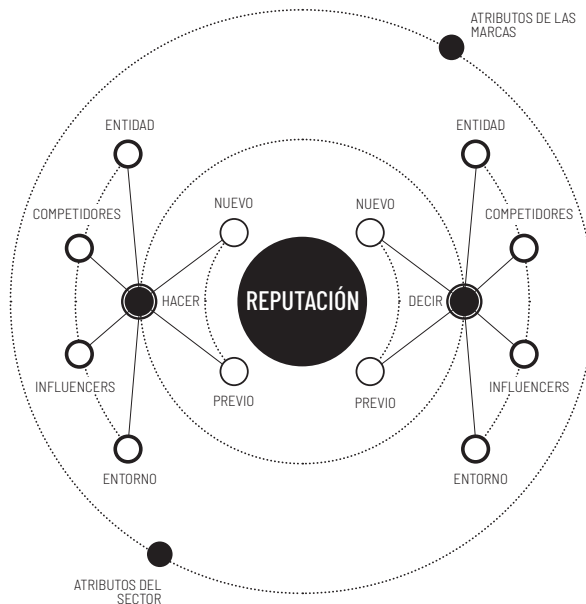 ATRIBUTOS DE LAS
MARCAS
ENTIDAD
ENTIDAD
COMPETIDORES
NUEVO
NUEVO
COMPETIDORES
HACER
REPUTACIÓN
DECIR
INFLUENCERS
PREVIO
PREVIO
INFLUENCERS
ENTORNO
ENTORNO
ATRIBUTOS DEL
SECTOR